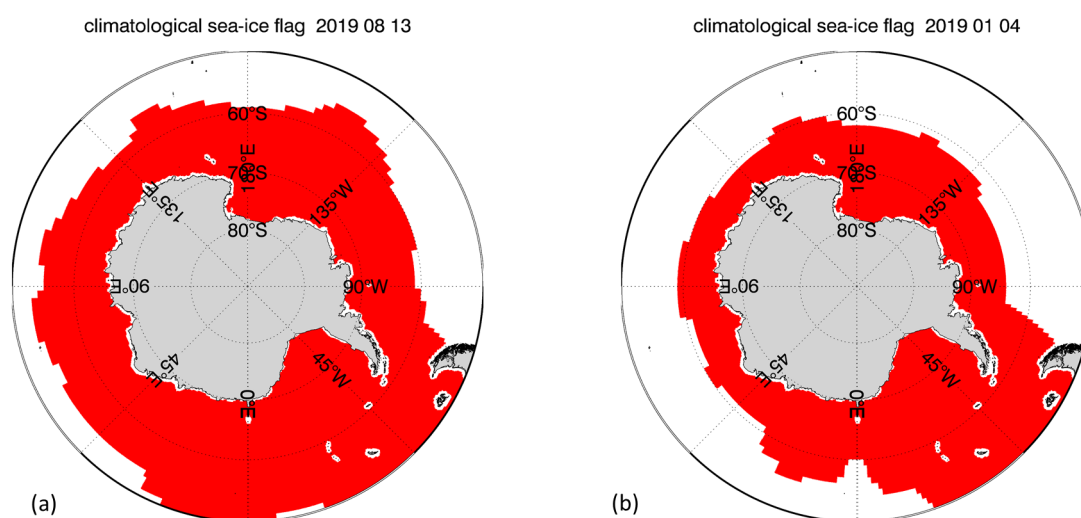 climatological sea-ice flag 2019 08 13
60°S
70°S
180°E
135°E
135°W
80°S
90°E
90°W
45°E
45°W
0°E
(a)
climatological sea-ice flag 2019 01 04
60°S
70°S
180°E
135°E
135°W
80°S
90°E
90°W
45°E
45°W
0°E
(b)